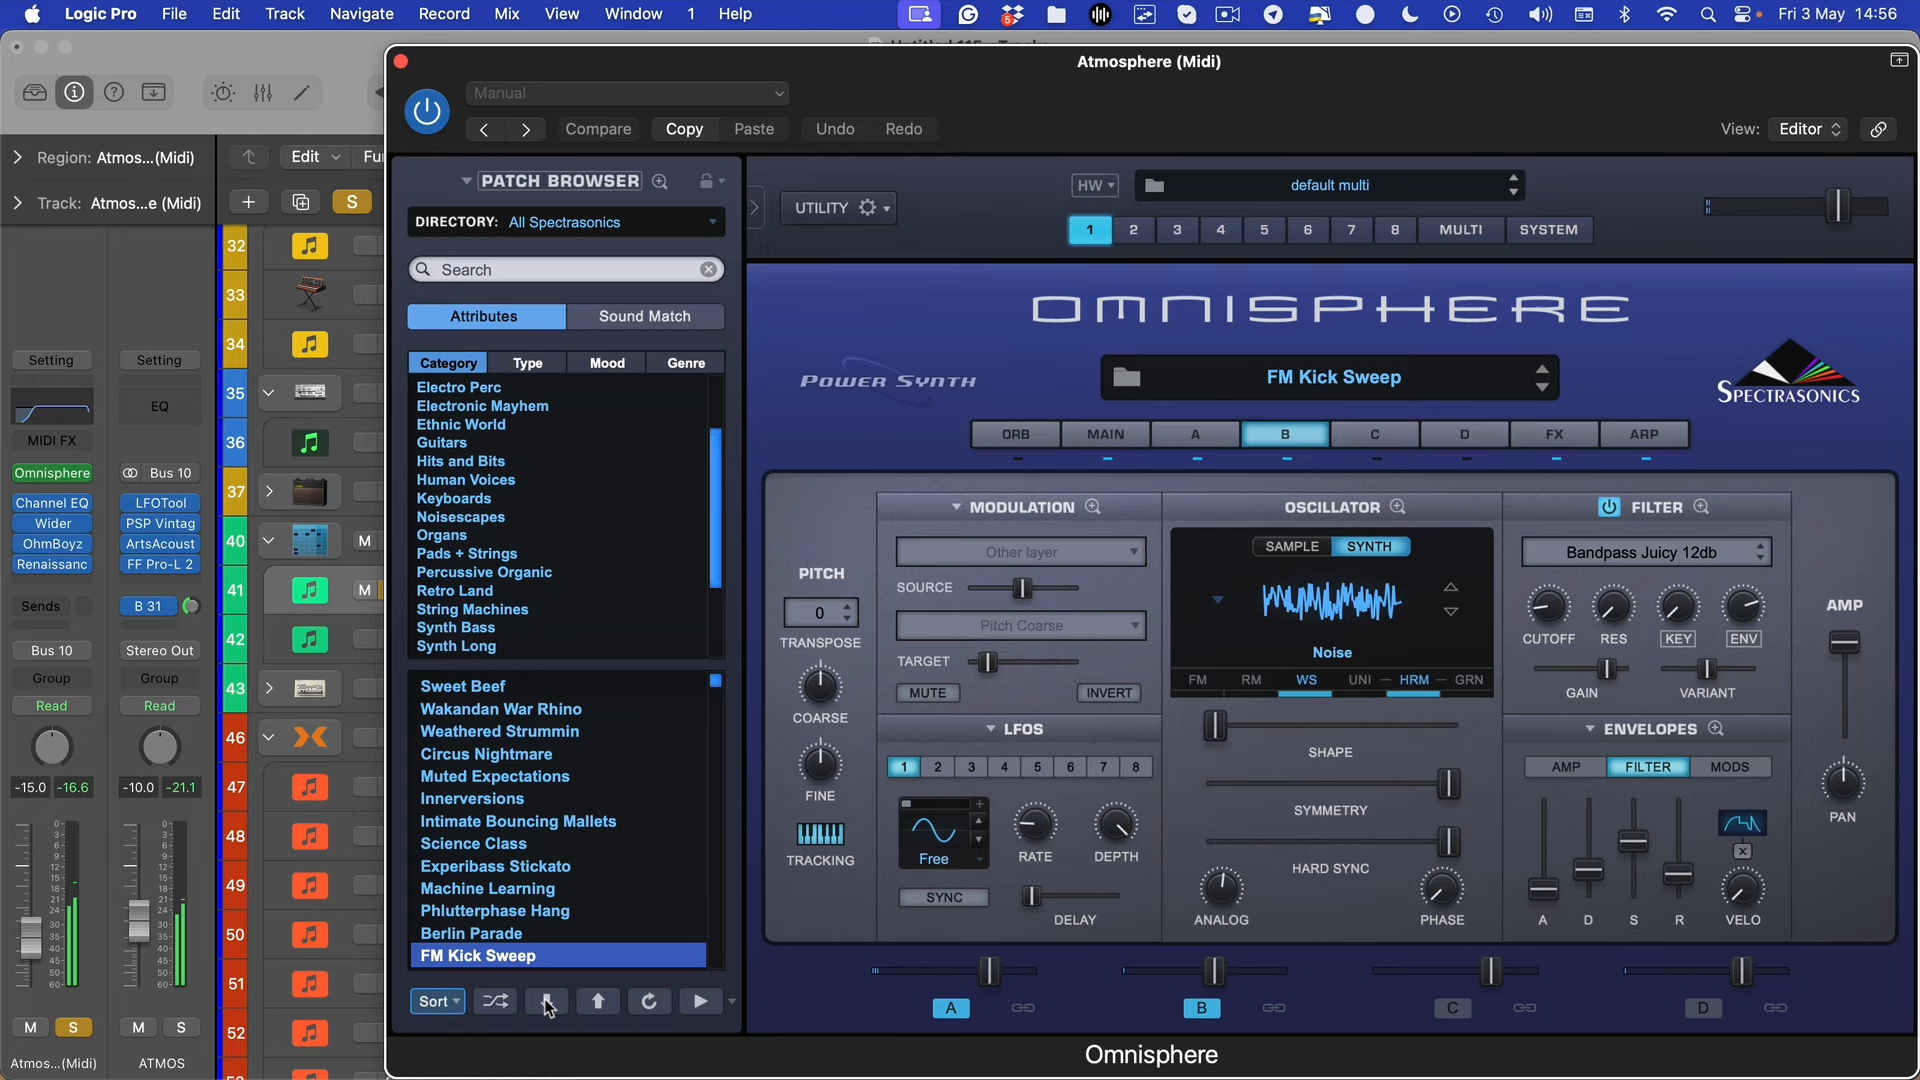 Logic Pro File Edit Track Navigate Record Mix View Window 1 Help
5
Fri 3 May 14:56
Atmosphere (Midi)
Manual
Compare Copy Paste Undo Redo
View: Editor
Region: Atmos...(Midi)
Edit
Track: Atmos...e (Midi)
S
Setting Setting
EQ
MIDI FX
Omnisphere Bus 10
Channel EQ LFOTool
Wider PSP Vintag
OhmBoyz ArtsAcoust
Renaissanc FF Pro-L 2
Sends B 31
Bus 10 Stereo Out
Group Group
Read Read
-15.0 -16.6 -10.0 -21.1
M S M S
Atmos...(Midi) ATMOS
32
33
34
35
36
37
40 M
41 M
42
43
46
47
48
49
50
51
52
PATCH BROWSER
DIRECTORY: All Spectrasonics
Search
Attributes Sound Match
Category Type Mood Genre
Electro Perc
Electronic Mayhem
Ethnic World
Guitars
Hits and Bits
Human Voices
Keyboards
Noisescapes
Organs
Pads + Strings
Percussive Organic
Retro Land
String Machines
Synth Bass
Synth Long
Sweet Beef
Wakandan War Rhino
Weathered Strummin
Circus Nightmare
Muted Expectations
Innerversions
Intimate Bouncing Mallets
Science Class
Experibass Stickato
Machine Learning
Phlutterphase Hang
Berlin Parade
FM Kick Sweep
Sort
UTILITY
HW default multi
1 2 3 4 5 6 7 8 MULTI SYSTEM
OMNISPHERE
POWER SYNTH
FM Kick Sweep
SPECTRASONICS
ORB MAIN A B C D FX ARP
PITCH
0
TRANSPOSE
COARSE
FINE
TRACKING
MODULATION
Other layer
SOURCE
Pitch Coarse
TARGET
MUTE INVERT
LFOS
1 2 3 4 5 6 7 8
Free
RATE DEPTH
SYNC
DELAY
OSCILLATOR
SAMPLE SYNTH
Noise
FM RM WS UNI HRM GRN
SHAPE
SYMMETRY
HARD SYNC
ANALOG PHASE
FILTER
Bandpass Juicy 12db
CUTOFF RES KEY ENV
GAIN VARIANT
ENVELOPES
AMP FILTER MODS
A D S R VELO
AMP
PAN
A B C D
Omnisphere